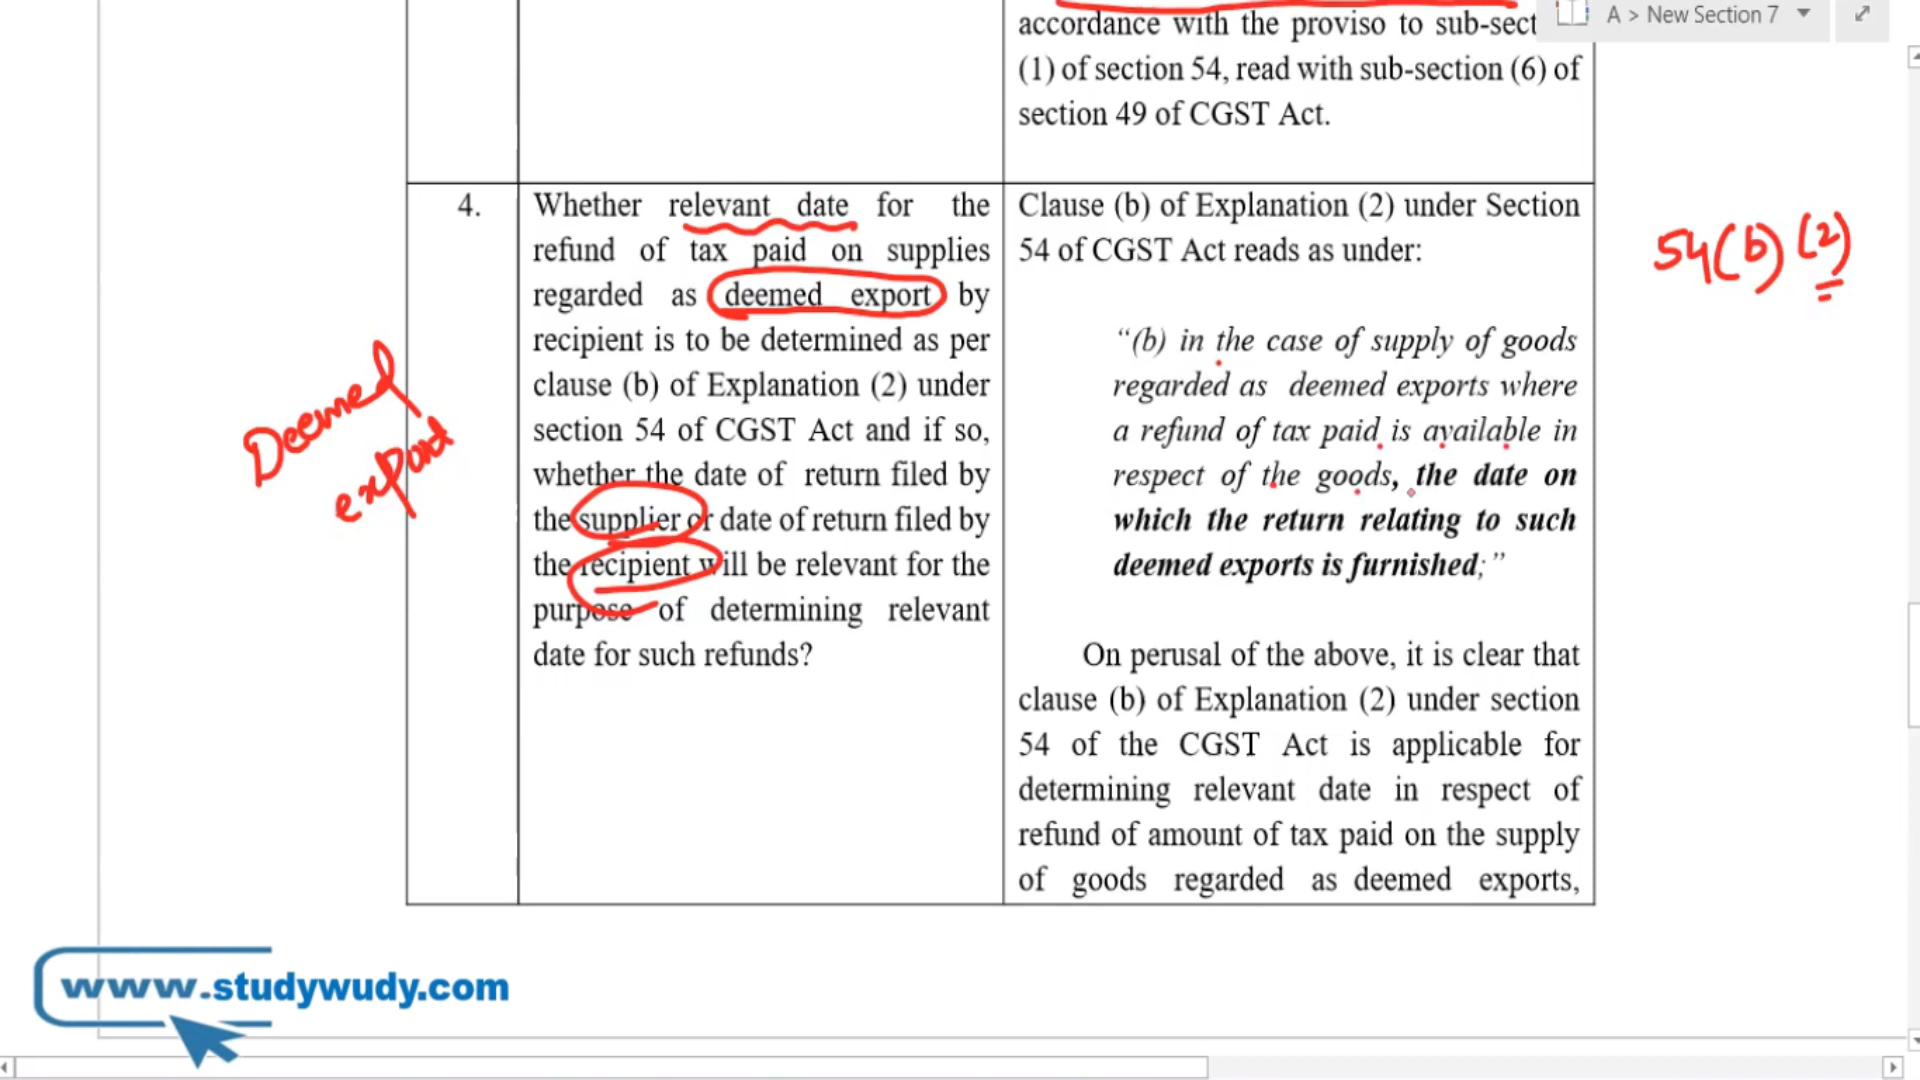 A > New Section 7
accordance with the proviso to sub-sect
(1) of section 54, read with sub-section (6) of
section 49 of CGST Act.
4.
Whether relevant date for the
refund of tax paid on supplies
regarded as deemed export by
recipient is to be determined as per
clause (b) of Explanation (2) under
section 54 of CGST Act and if so,
whether the date of return filed by
the supplier or date of return filed by
the recipient will be relevant for the
purpose of determining relevant
date for such refunds?
Clause (b) of Explanation (2) under Section
54 of CGST Act reads as under:
“(b) in the case of supply of goods
regarded as deemed exports where
a refund of tax paid is available in
respect of the goods, the date on
which the return relating to such
deemed exports is furnished;”
On perusal of the above, it is clear that
clause (b) of Explanation (2) under section
54 of the CGST Act is applicable for
determining relevant date in respect of
refund of amount of tax paid on the supply
of goods regarded as deemed exports,
54(b) (2)
Deemed
export
www.studywudy.com